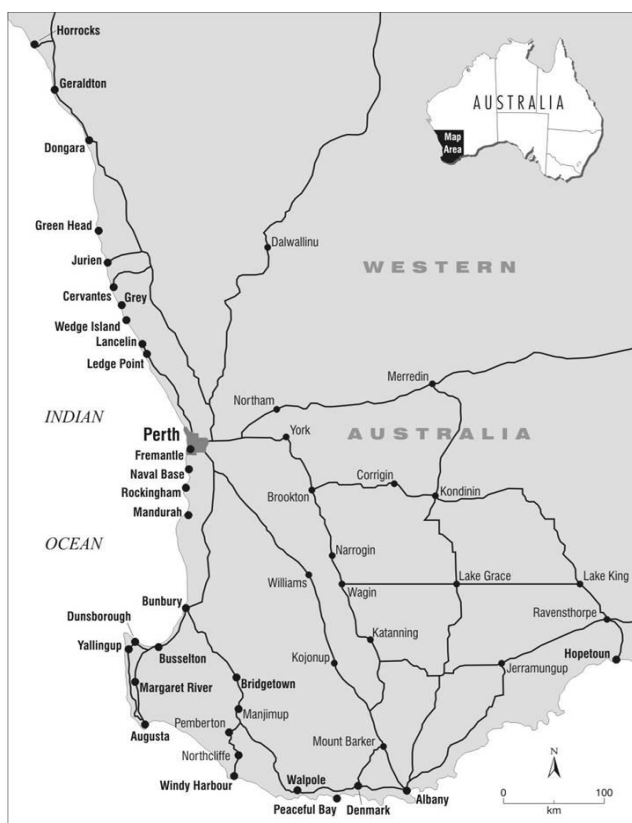 Horrocks
Geraldton
AUSTRALIA
Map
Area
Dongara
Green Head
Dalwallinu
Jurien
WESTERN
Cervantes
Grey
Wedge Island
Lancelin
Ledge Point
Merredin
Northam
INDIAN
Perth
York
AUSTRALIA
Fremantle
Naval Base
Corrigin
Rockingham
Brookton
Kondinin
Mandurah
OCEAN
Narrogin
Williams
Wagin
Lake Grace
Lake King
Bunbury
Dunsborough
Ravensthorpe
Yallingup
Katanning
Busselton
Kojonup
Hopetoun
Jerramungup
Margaret River
Bridgetown
Manjimup
Pemberton
Augusta
Mount Barker
Northcliffe
N
Windy Harbour
Walpole
Peaceful Bay
Denmark
Albany
0
100
km